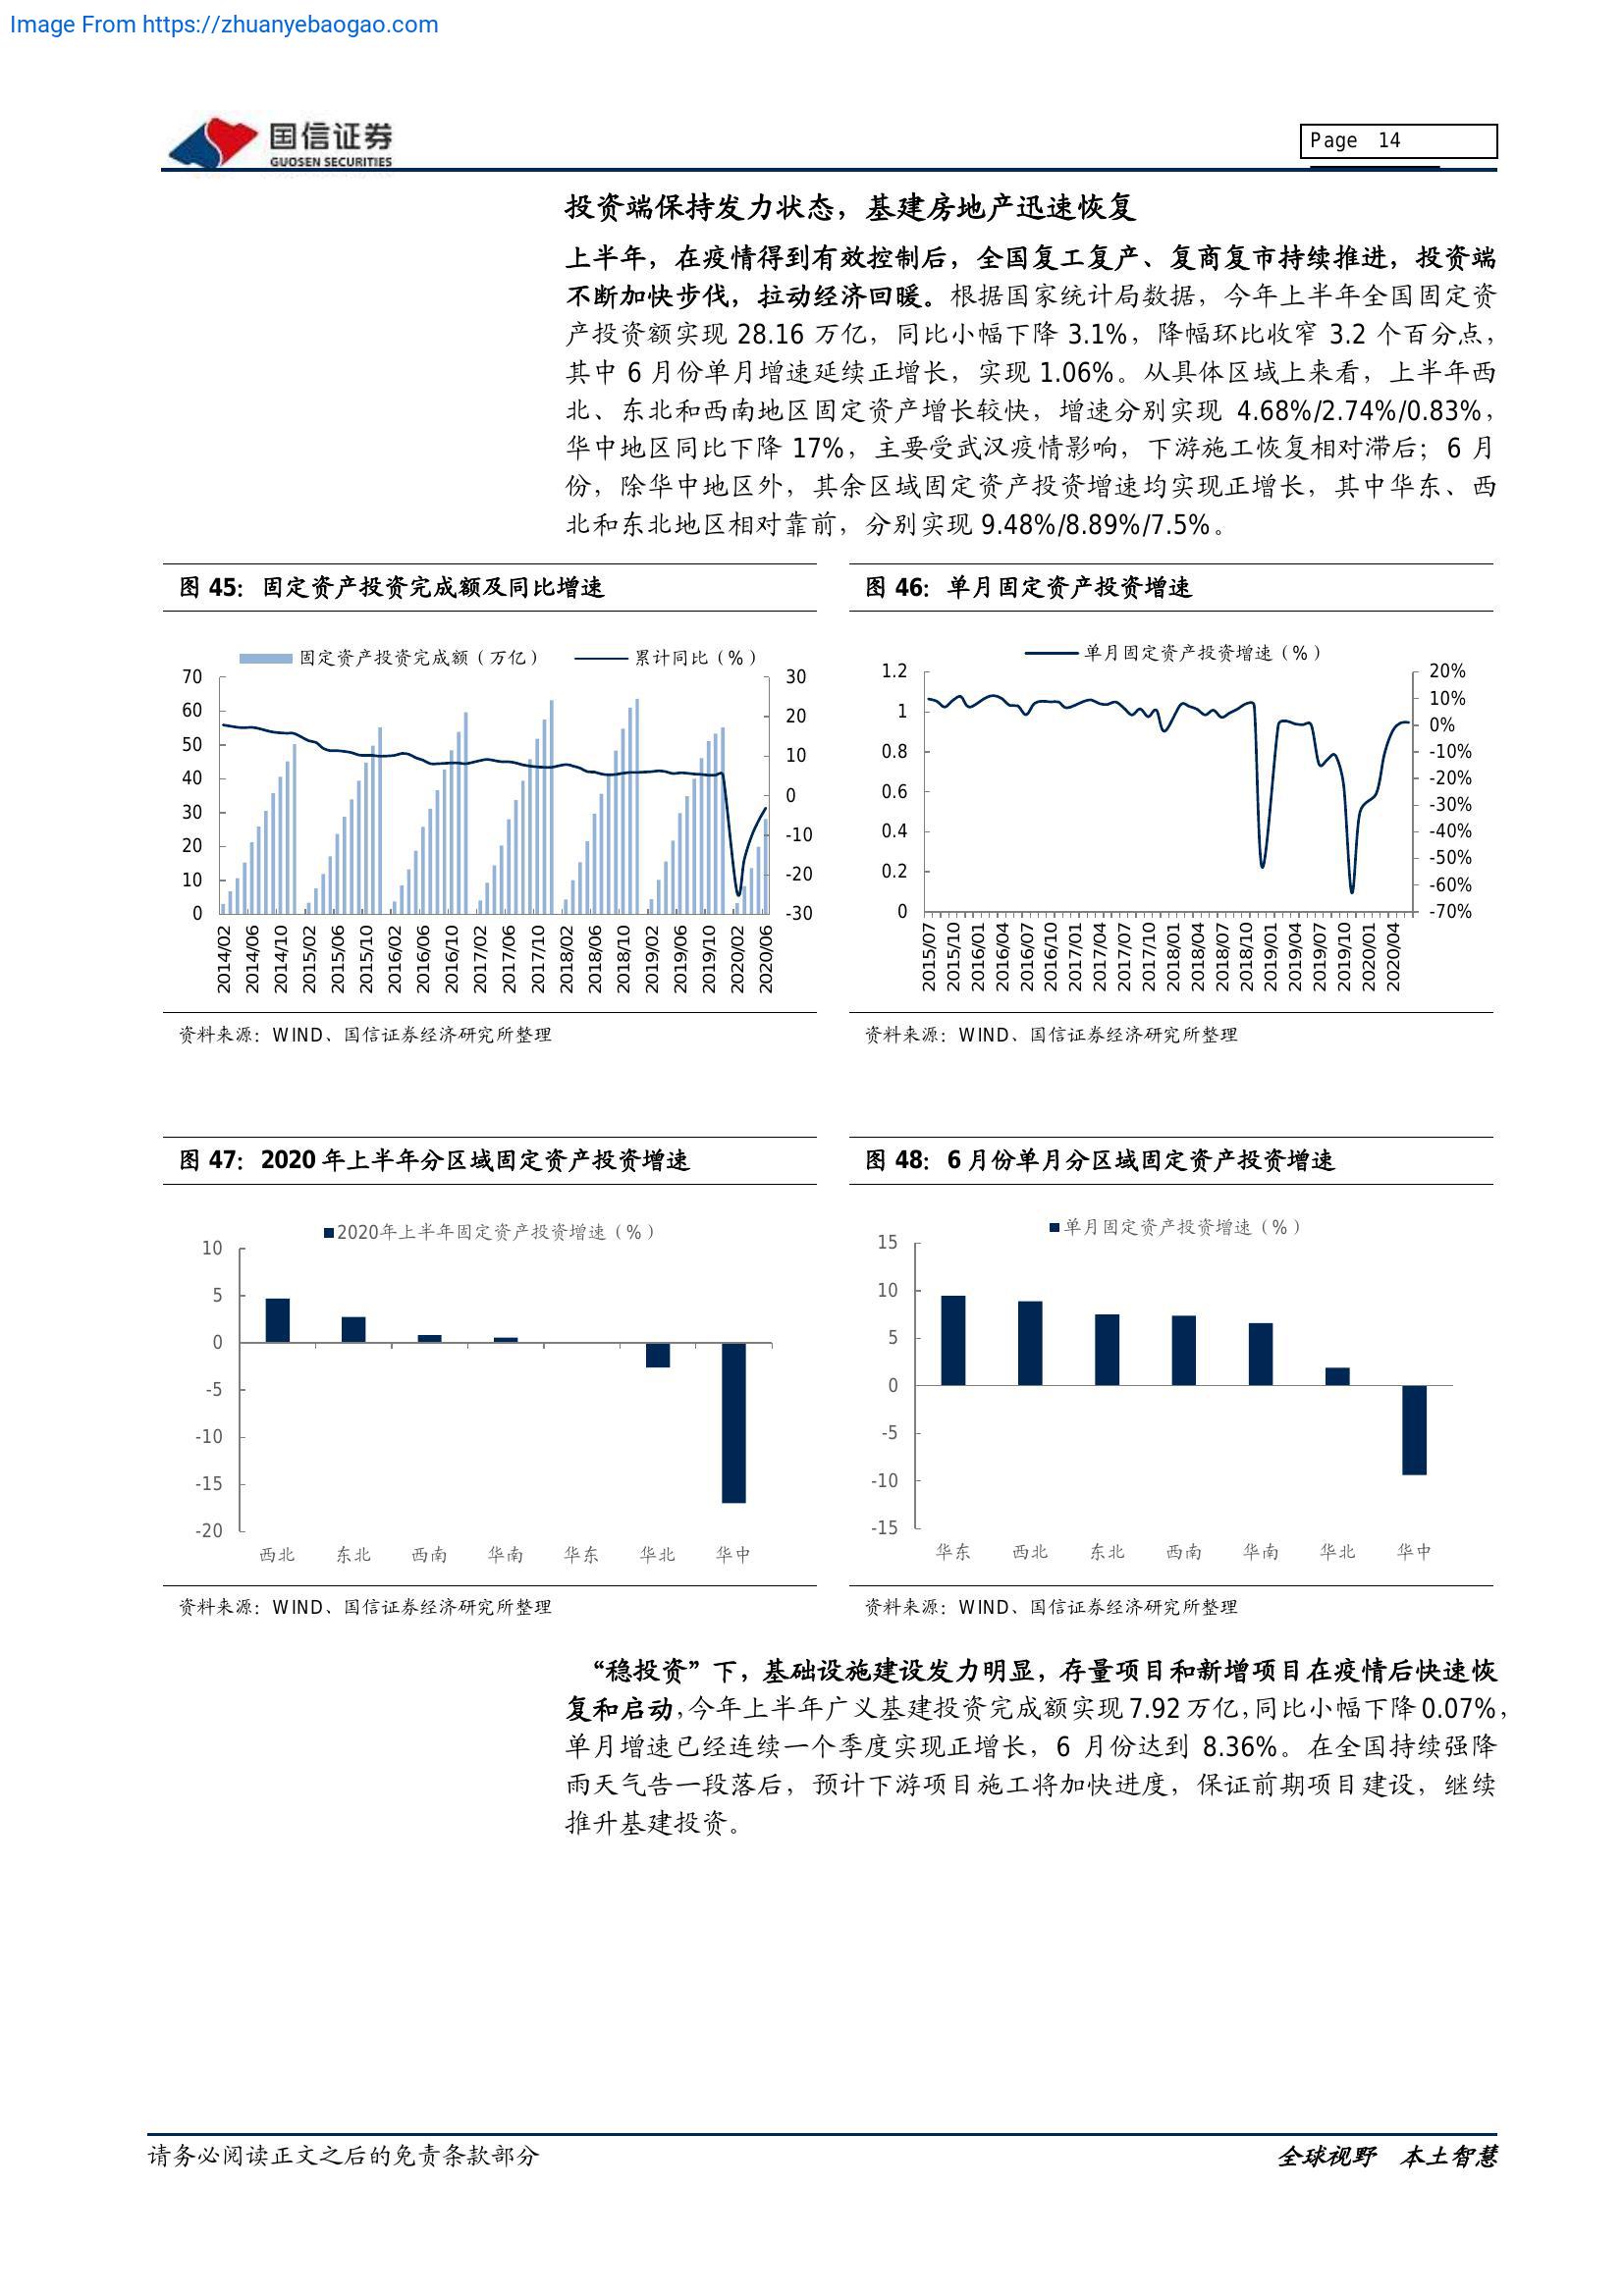 Image From https://zhuanyebaogao.com
国信证券
GUOSEN SECURITIES
Page 14
投资端保持发力状态，基建房地产迅速恢复
上半年，在疫情得到有效控制后，全国复工复产、复商复市持续推进，投资端
不断加快步伐，拉动经济回暖。根据国家统计局数据，今年上半年全国固定资
产投资额实现 28.16 万亿，同比小幅下降 3.1%，降幅环比收窄 3.2 个百分点，
其中 6 月份单月增速延续正增长，实现 1.06%。从具体区域上来看，上半年西
北、东北和西南地区固定资产增长较快，增速分别实现 4.68%/2.74%/0.83%，
华中地区同比下降 17%，主要受武汉疫情影响，下游施工恢复相对滞后；6 月
份，除华中地区外，其余区域固定资产投资增速均实现正增长，其中华东、西
北和东北地区相对靠前，分别实现 9.48%/8.89%/7.5%。
图 45：固定资产投资完成额及同比增速
固定资产投资完成额（万亿） 累计同比（%）
70
60
50
40
30
20
10
0
30
20
10
0
-10
-20
-30
2014/02 2014/06 2014/10 2015/02 2015/06 2015/10 2016/02 2016/06 2016/10 2017/02 2017/06 2017/10 2018/02 2018/06 2018/10 2019/02 2019/06 2019/10 2020/02 2020/06
资料来源：WIND、国信证券经济研究所整理
图 46：单月固定资产投资增速
单月固定资产投资增速（%）
1.2
1
0.8
0.6
0.4
0.2
0
20%
10%
0%
-10%
-20%
-30%
-40%
-50%
-60%
-70%
2015/07 2015/10 2016/01 2016/04 2016/07 2016/10 2017/01 2017/04 2017/07 2017/10 2018/01 2018/04 2018/07 2018/10 2019/01 2019/04 2019/07 2019/10 2020/01 2020/04
资料来源：WIND、国信证券经济研究所整理
图 47：2020 年上半年分区域固定资产投资增速
2020年上半年固定资产投资增速（%）
10
5
0
-5
-10
-15
-20
西北 东北 西南 华南 华东 华北 华中
资料来源：WIND、国信证券经济研究所整理
图 48：6 月份单月分区域固定资产投资增速
单月固定资产投资增速（%）
15
10
5
0
-5
-10
-15
华东 西北 东北 西南 华南 华北 华中
资料来源：WIND、国信证券经济研究所整理
“稳投资”下，基础设施建设发力明显，存量项目和新增项目在疫情后快速恢
复和启动，今年上半年广义基建投资完成额实现 7.92 万亿，同比小幅下降 0.07%，
单月增速已经连续一个季度实现正增长，6 月份达到 8.36%。在全国持续强降
雨天气告一段落后，预计下游项目施工将加快进度，保证前期项目建设，继续
推升基建投资。
请务必阅读正文之后的免责条款部分
全球视野 本土智慧